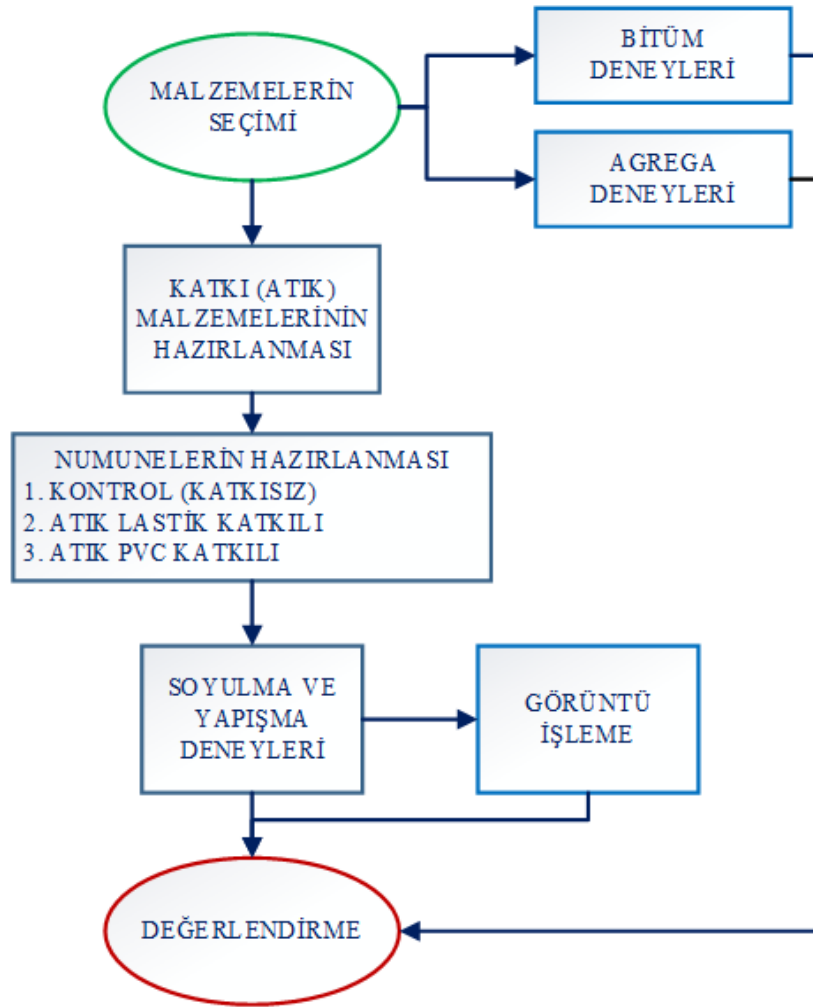 MALZEMELERİN
SEÇİMİ
BİTÜM
DENEYLERİ
AGREGA
DENEYLERİ
KATKI (ATIK)
MALZEMELERİNİN
HAZIRLANMASI
NUMUNELERİN HAZIRLANMASI
1. KONTROL (KATKISIZ)
2. ATIK LASTİK KATKILI
3. ATIK PVC KATKILI
SOYULMA VE
YAPIŞMA
DENEYLERİ
GÖRÜNTÜ
İŞLEME
DEĞERLENDİRME